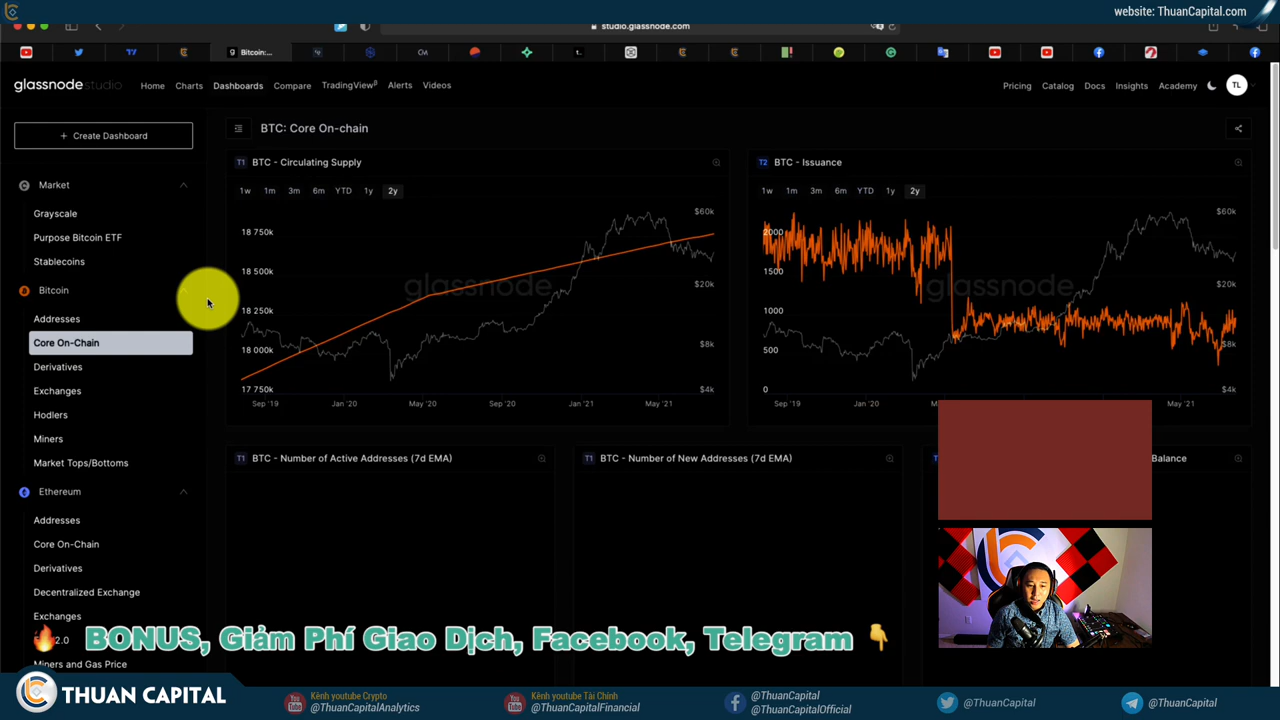 website: ThuanCapital.com
studio.glassnode.com
Bitcoin:...
glassnodestudio
Home
Charts
Dashboards
Compare
TradingViewᵝ
Alerts
Videos
Pricing
Catalog
Docs
Insights
Academy
TL
+ Create Dashboard
Market
Grayscale
Purpose Bitcoin ETF
Stablecoins
Bitcoin
Addresses
Core On-Chain
Derivatives
Exchanges
Hodlers
Miners
Market Tops/Bottoms
Ethereum
Addresses
Core On-Chain
Derivatives
Decentralized Exchange
Exchanges
2.0
Miners and Gas Price
BTC: Core On-chain
T1 BTC - Circulating Supply
1w 1m 3m 6m YTD 1y 2y
18 750k
18 500k
18 250k
18 000k
17 750k
$60k
$20k
$8k
$4k
glassnode
Sep '19 Jan '20 May '20 Sep '20 Jan '21 May '21
T2 BTC - Issuance
1w 1m 3m 6m YTD 1y 2y
2000
1500
1000
500
0
$60k
$20k
$8k
$4k
glassnode
Sep '19 Jan '20 May '21
T1 BTC - Number of Active Addresses (7d EMA)
T1 BTC - Number of New Addresses (7d EMA)
Balance
BONUS, Giảm Phí Giao Dịch, Facebook, Telegram
THUAN CAPITAL
Kênh youtube Crypto
@ThuanCapitalAnalytics
Kênh youtube Tài Chính
@ThuanCapitalFinancial
@ThuanCapital
@ThuanCapitalOfficial
@ThuanCapital
@ThuanCapital